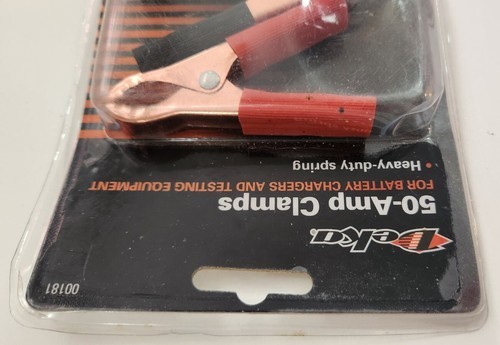 00181
Deka®
50-Amp Clamps
FOR BATTERY CHARGERS AND TESTING EQUIPMENT
• Heavy-duty spring